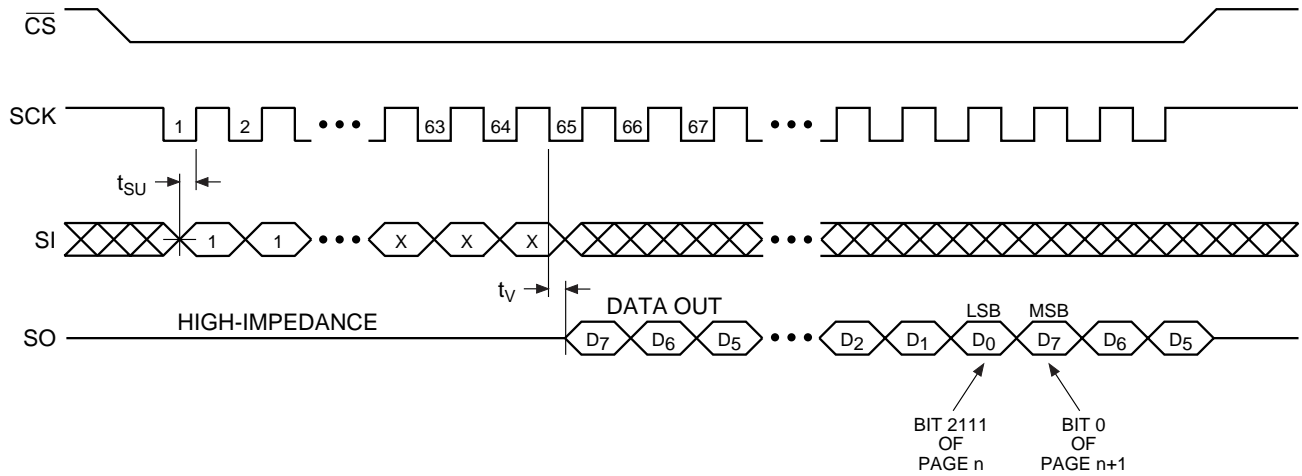 CS
SCK
1 2 63 64 65 66 67
tSU
SI
1 1 X X X
tV
DATA OUT
HIGH-IMPEDANCE
LSB MSB
SO
D7 D6 D5 D2 D1 D0 D7 D6 D5
BIT 2111
OF
PAGE n
BIT 0
OF
PAGE n+1